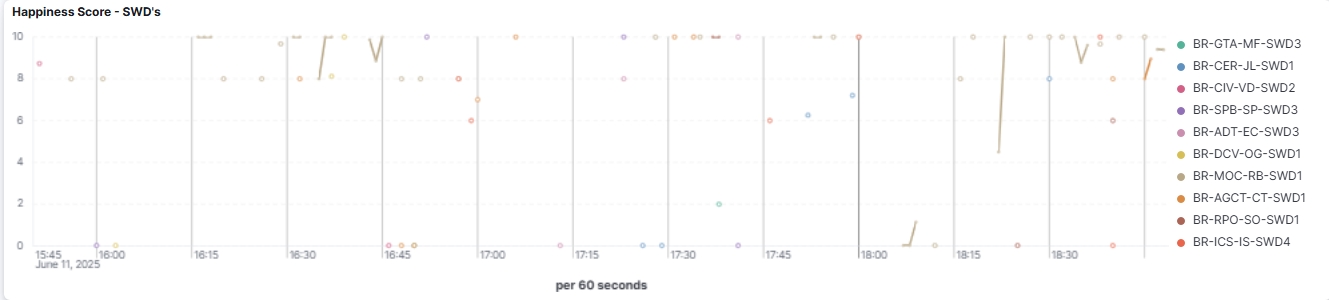 Happiness Score - SWD's
10
8
6
4
2
0
15:45
16:00
16:15
16:30
16:45
17:00
17:15
17:30
17:45
18:00
18:15
18:30
June 11, 2025
per 60 seconds
BR-GTA-MF-SWD3
BR-CER-JL-SWD1
BR-CIV-VD-SWD2
BR-SPB-SP-SWD3
BR-ADT-EC-SWD3
BR-DCV-OG-SWD1
BR-MOC-RB-SWD1
BR-AGCT-CT-SWD1
BR-RPO-SO-SWD1
BR-ICS-IS-SWD4